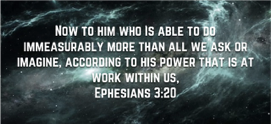 Now to him who is able to do
immeasurably more than all we ask or
imagine, according to his power that is at
work within us,
Ephesians 3:20